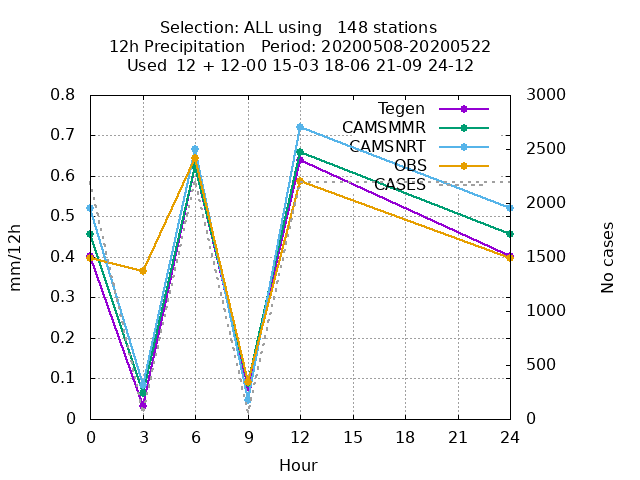 Selection: ALL using   148 stations
12h Precipitation   Period: 20200508-20200522
Used  12 + 12-00 15-03 18-06 21-09 24-12
0.8
0.7
0.6
0.5
0.4
0.3
0.2
0.1
0
mm/12h
Tegen
CAMSMMR
CAMSNRT
OBS
CASES
3000
2500
2000
1500
1000
500
0
No cases
0 3 6 9 12 15 18 21 24
Hour